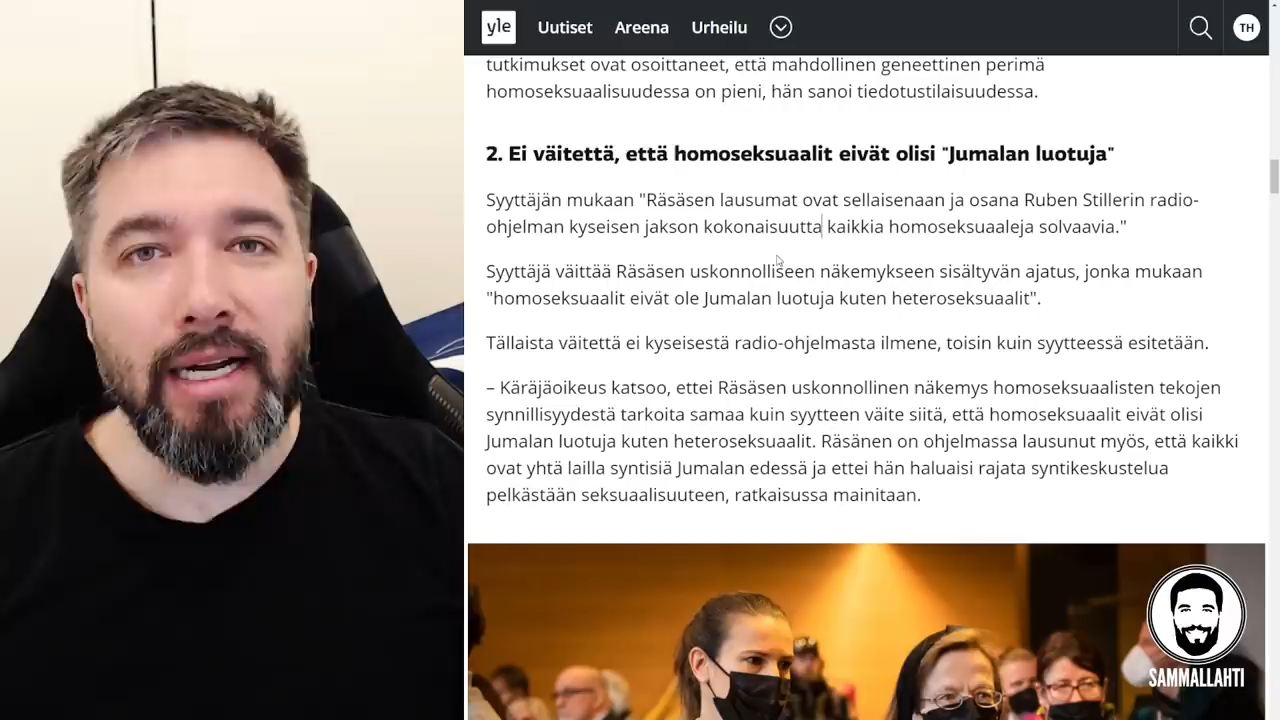 yle Uutiset Areena Urheilu TH
tutkimukset ovat osoittaneet, että mahdollinen geneettinen perimä
homoseksuaalisuudessa on pieni, hän sanoi tiedotustilaisuudessa.
2. Ei väitettä, että homoseksuaalit eivät olisi "Jumalan luotuja"
Syyttäjän mukaan "Räsäsen lausumat ovat sellaisenaan ja osana Ruben Stillerin radio-
ohjelman kyseisen jakson kokonaisuutta kaikkia homoseksuaaleja solvaavia."
Syyttäjä väittää Räsäsen uskonnolliseen näkemykseen sisältyvän ajatus, jonka mukaan
"homoseksuaalit eivät ole Jumalan luotuja kuten heteroseksuaalit".
Tällaista väitettä ei kyseisestä radio-ohjelmasta ilmene, toisin kuin syytteessä esitetään.
– Käräjäoikeus katsoo, ettei Räsäsen uskonnollinen näkemys homoseksuaalisten tekojen
synnillisyydestä tarkoita samaa kuin syytteen väite siitä, että homoseksuaalit eivät olisi
Jumalan luotuja kuten heteroseksuaalit. Räsänen on ohjelmassa lausunut myös, että kaikki
ovat yhtä lailla syntisiä Jumalan edessä ja ettei hän haluaisi rajata syntikeskustelua
pelkästään seksuaalisuuteen, ratkaisussa mainitaan.
SAMMALLAHTI